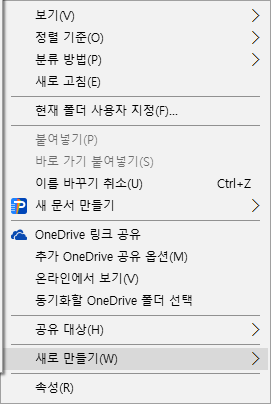 보기(V)
정렬 기준(O)
분류 방법(P)
새로 고침(E)
현재 폴더 사용자 지정(F)...
붙여넣기(P)
바로 가기 붙여넣기(S)
이름 바꾸기 취소(U) Ctrl+Z
새 문서 만들기
OneDrive 링크 공유
추가 OneDrive 공유 옵션(M)
온라인에서 보기(V)
동기화할 OneDrive 폴더 선택
공유 대상(H)
새로 만들기(W)
속성(R)